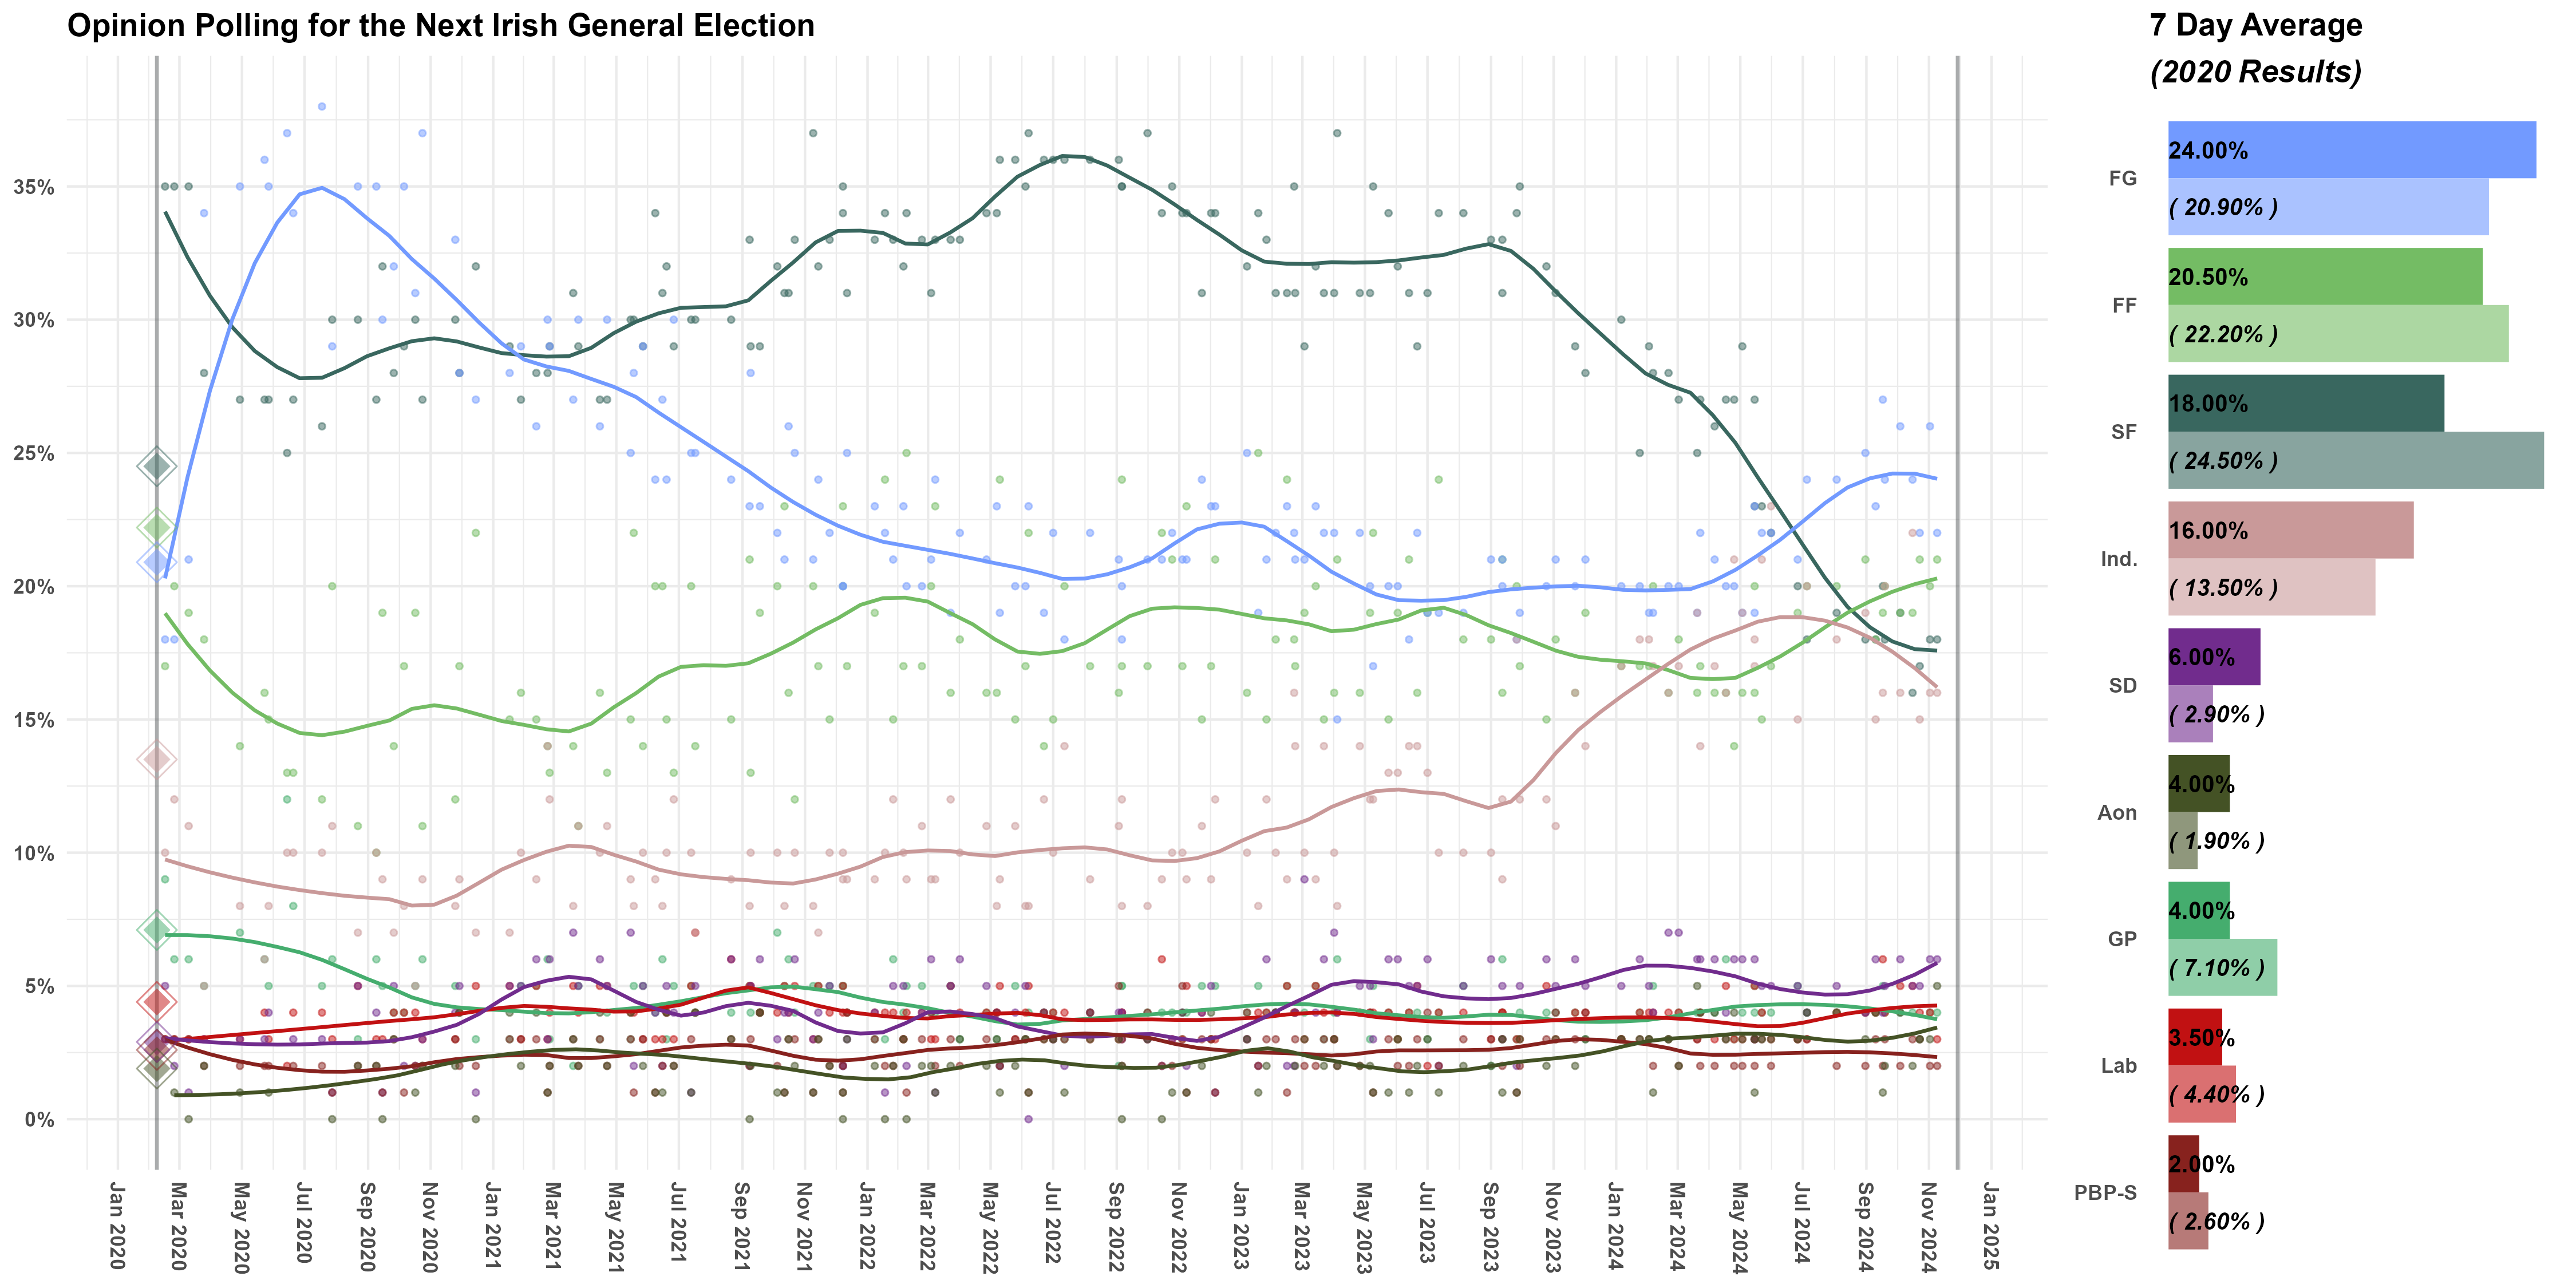 Opinion Polling for the Next Irish General Election
7 Day Average
(2020 Results)
35%
30%
25%
20%
15%
10%
5%
0%
Jan 2020
Mar 2020
May 2020
Jul 2020
Sep 2020
Nov 2020
Jan 2021
Mar 2021
May 2021
Jul 2021
Sep 2021
Nov 2021
Jan 2022
Mar 2022
May 2022
Jul 2022
Sep 2022
Nov 2022
Jan 2023
Mar 2023
May 2023
Jul 2023
Sep 2023
Nov 2023
Jan 2024
Mar 2024
May 2024
Jul 2024
Sep 2024
Nov 2024
Jan 2025
FG
24.00%
( 20.90% )
FF
20.50%
( 22.20% )
SF
18.00%
( 24.50% )
Ind.
16.00%
( 13.50% )
SD
6.00%
( 2.90% )
Aon
4.00%
( 1.90% )
GP
4.00%
( 7.10% )
Lab
3.50%
( 4.40% )
PBP-S
2.00%
( 2.60% )